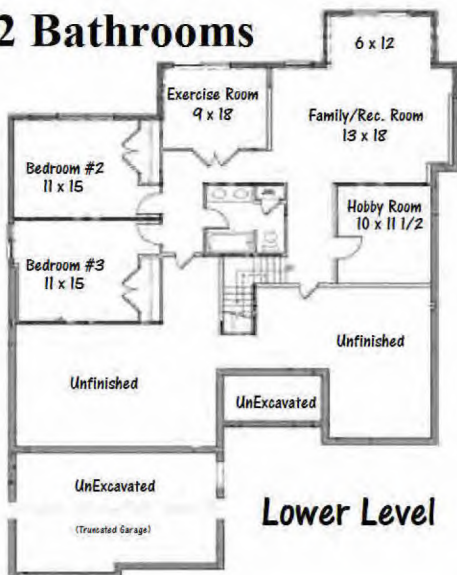 2 Bathrooms
6 x 12
Exercise Room
9 x 18
Family/Rec. Room
13 x 18
Bedroom #2
11 x 15
Hobby Room
10 x 11 1/2
Bedroom #3
11 x 15
Unfinished
Unfinished
UnExcavated
UnExcavated
(Truncated Garage)
Lower Level